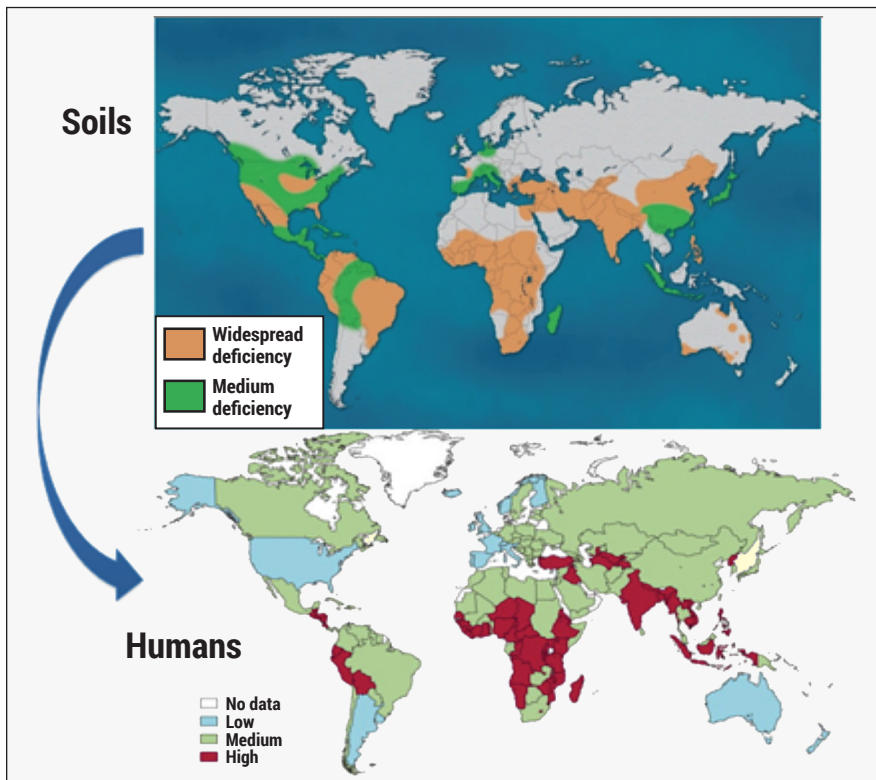 Soils
Widespread
deficiency
Medium
deficiency
Humans
No data
Low
Medium
High